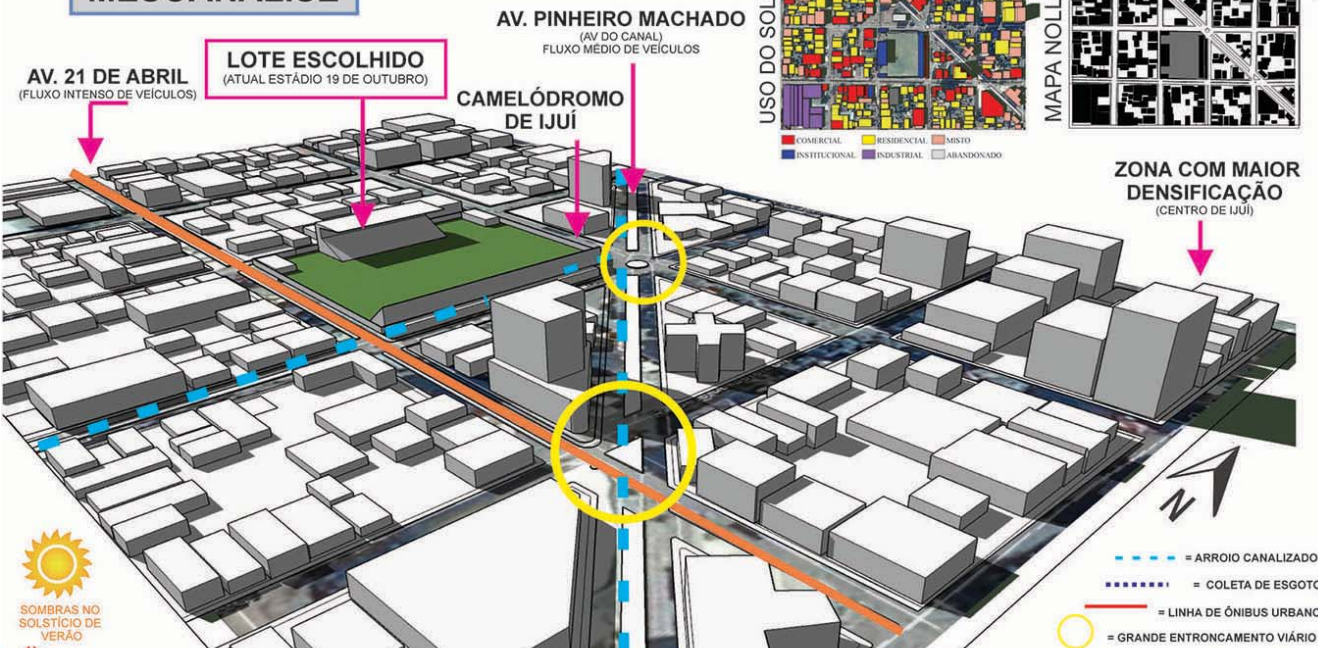 AV. PINHEIRO MACHADO
(AV DO CANAL)
FLUXO MÉDIO DE VEÍCULOS
LOTE ESCOLHIDO
(ATUAL ESTÁDIO 19 DE OUTUBRO)
AV. 21 DE ABRIL
(FLUXO INTENSO DE VEÍCULOS)
CAMELÓDROMO
DE IJUÍ
USO DO SOL
MAPA NOLL
COMERCIAL
RESIDENCIAL
MISTO
INSTITUCIONAL
INDUSTRIAL
ABANDONADO
ZONA COM MAIOR
DENSIFICAÇÃO
(CENTRO DE IJUÍ)
N
SOMBRAS NO
SOLSTÍCIO DE
VERÃO
= ARROIO CANALIZADO
= COLETA DE ESGOTO
= LINHA DE ÔNIBUS URBANO
= GRANDE ENTRONCAMENTO VIÁRIO